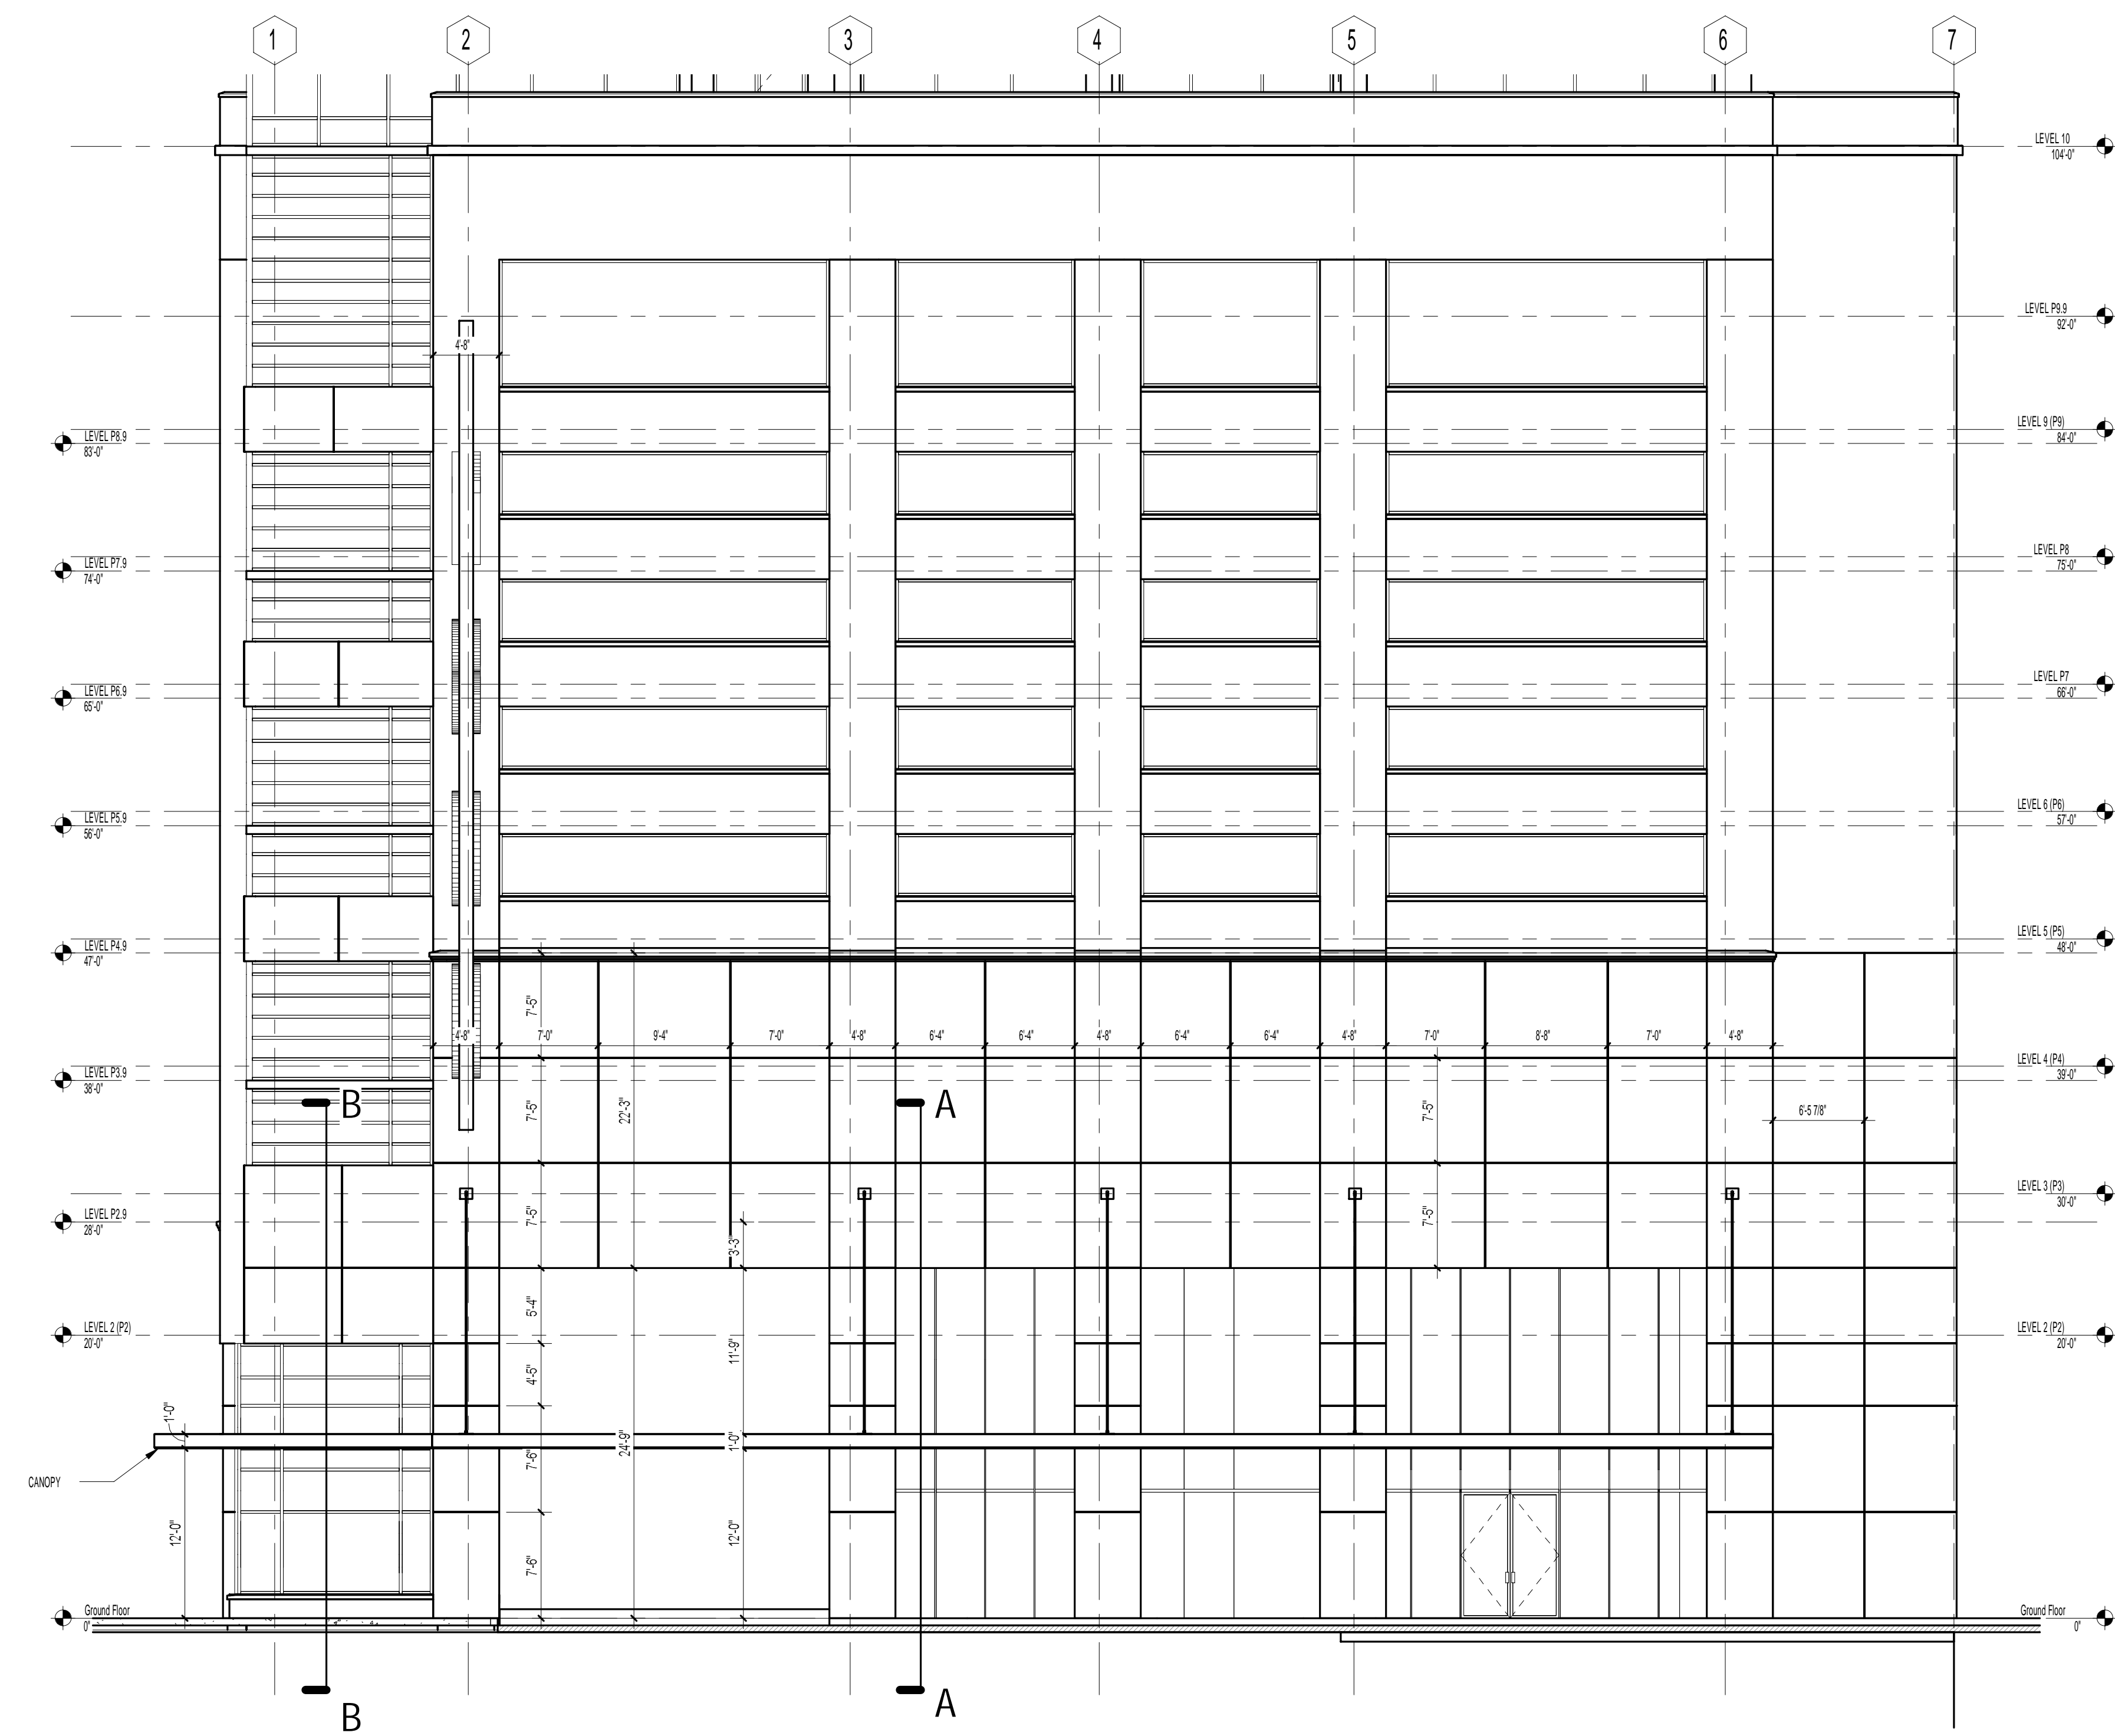 1 2 3 4 5 6 7
LEVEL 10
104'-0"
LEVEL P9.9
92'-0"
4'-8"
LEVEL 9 (P9)
84'-0"
LEVEL P8.9
83'-0"
LEVEL P8
75'-0"
LEVEL P7.9
74'-0"
LEVEL P7
66'-0"
LEVEL P6.9
65'-0"
LEVEL 6 (P6)
57'-0"
LEVEL P5.9
56'-0"
LEVEL 5 (P5)
48'-0"
LEVEL P4.9
47'-0"
7'-5"
4'-8" 7'-0" 9'-4" 7'-0" 4'-8" 6'-4" 6'-4" 4'-8" 6'-4" 6'-4" 4'-8" 7'-0" 8'-8" 7'-0" 4'-8"
LEVEL 4 (P4)
39'-0"
LEVEL P3.9
38'-0"
B A
7'-5" 22'-3" 7'-5" 6'-5 7/8"
LEVEL 3 (P3)
30'-0"
LEVEL P2.9
28'-0"
7'-5" 3'-3" 7'-5"
5'-4"
LEVEL 2 (P2)
20'-0"
LEVEL 2 (P2)
20'-0"
11'-9"
4'-5"
1'-0"
7'-6" 24'-9" 1'-0"
CANOPY
12'-0" 12'-0"
7'-6"
Ground Floor
0"
Ground Floor
0"
B A